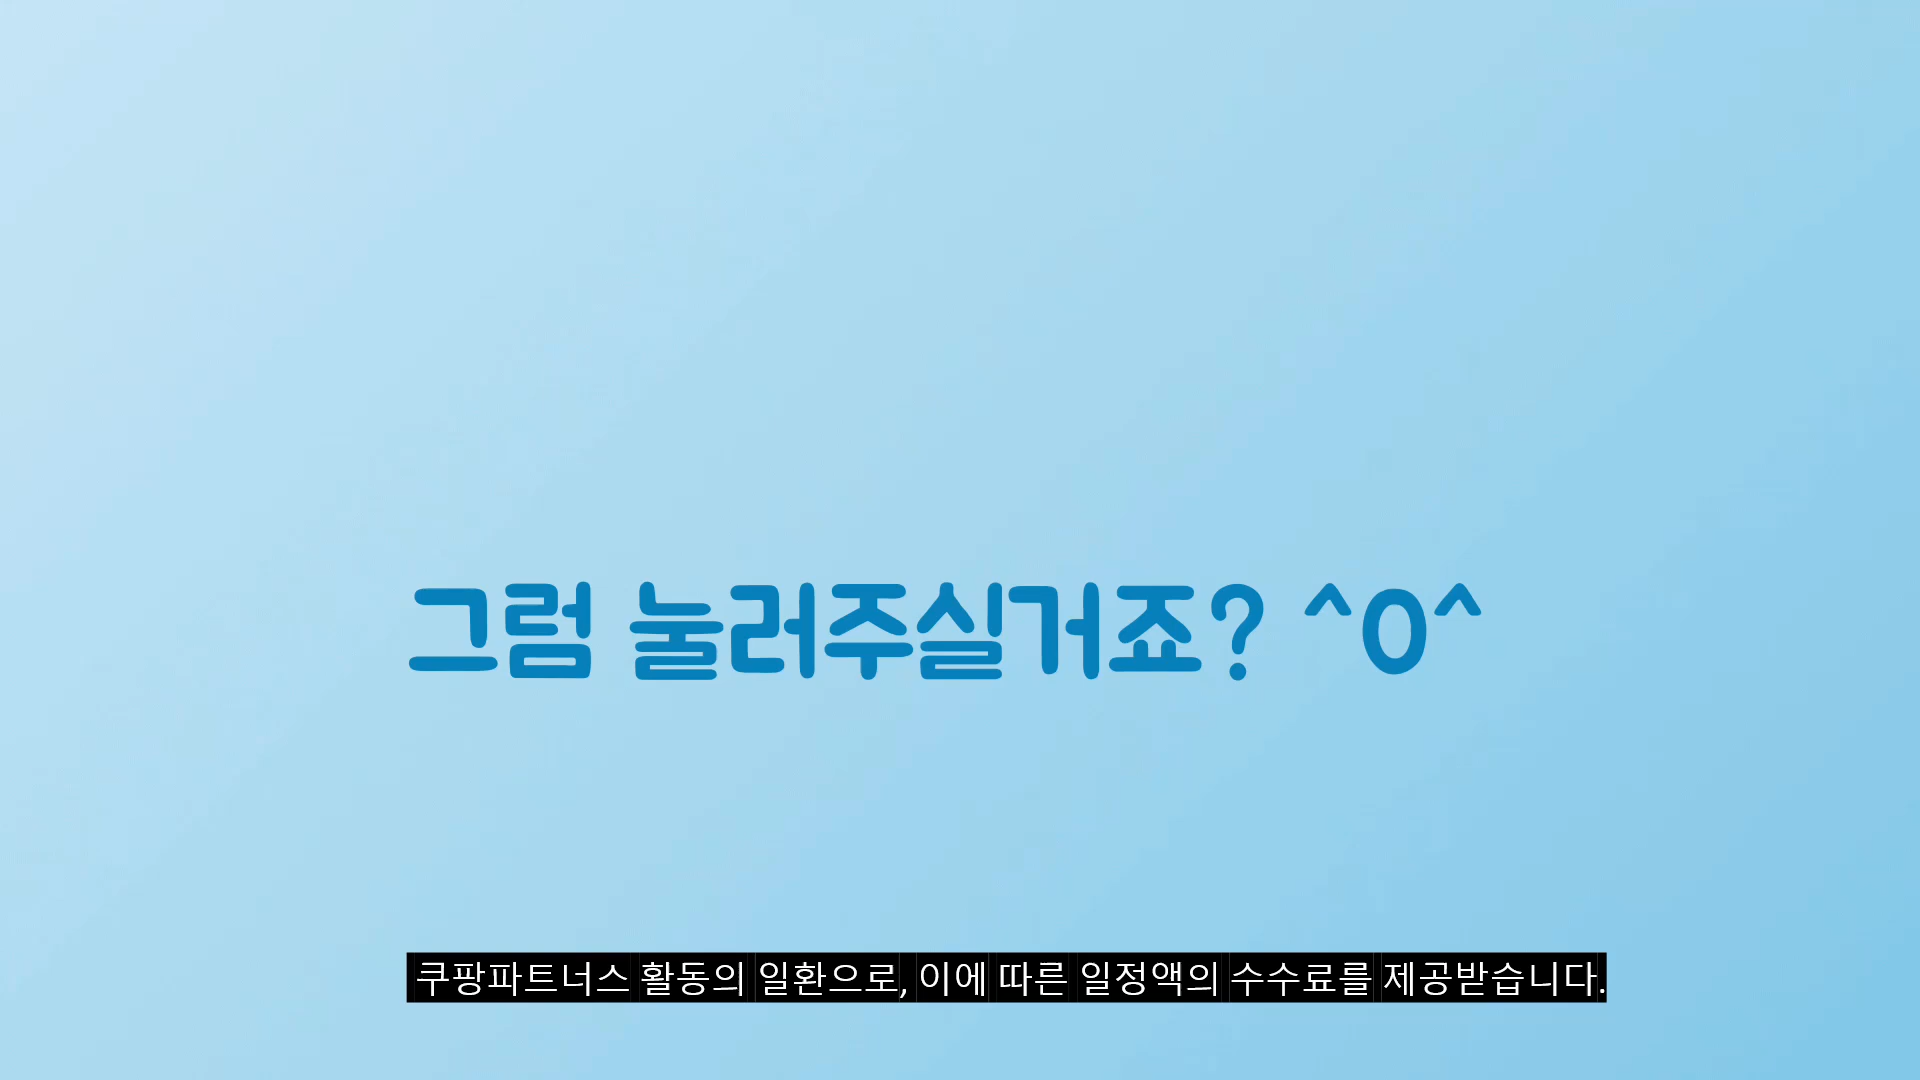 그럼 눌러주실거죠? ^0^
쿠팡파트너스 활동의 일환으로, 이에 따른 일정액의 수수료를 제공받습니다.